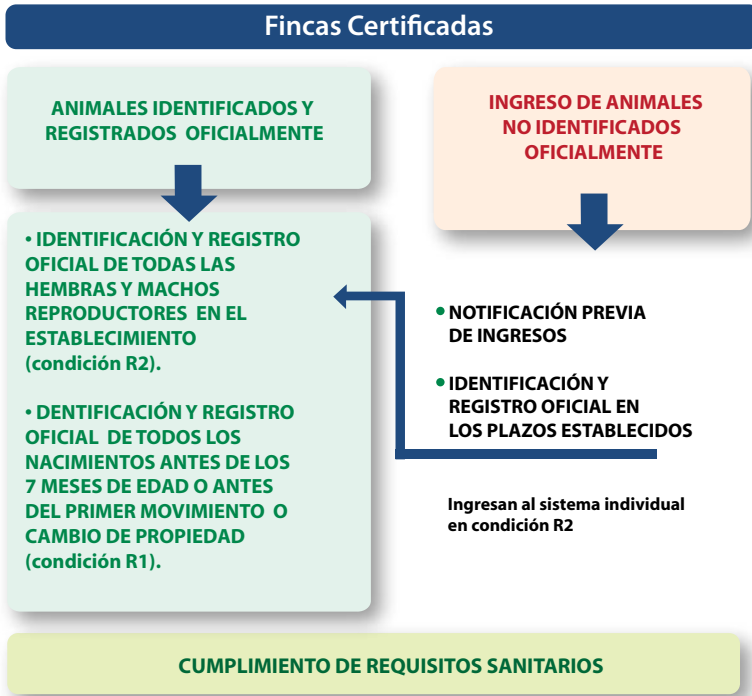 Fincas Certificadas
ANIMALES IDENTIFICADOS Y
REGISTRADOS OFICIALMENTE
• IDENTIFICACIÓN Y REGISTRO
OFICIAL DE TODAS LAS
HEMBRAS Y MACHOS
REPRODUCTORES EN EL
ESTABLECIMIENTO
(condición R2).
• DENTIFICACIÓN Y REGISTRO
OFICIAL DE TODOS LOS
NACIMIENTOS ANTES DE LOS
7 MESES DE EDAD O ANTES
DEL PRIMER MOVIMIENTO O
CAMBIO DE PROPIEDAD
(condición R1).
INGRESO DE ANIMALES
NO IDENTIFICADOS
OFICIALMENTE
• NOTIFICACIÓN PREVIA
DE INGRESOS
• IDENTIFICACIÓN Y
REGISTRO OFICIAL EN
LOS PLAZOS ESTABLECIDOS
Ingresan al sistema individual
en condición R2
CUMPLIMIENTO DE REQUISITOS SANITARIOS